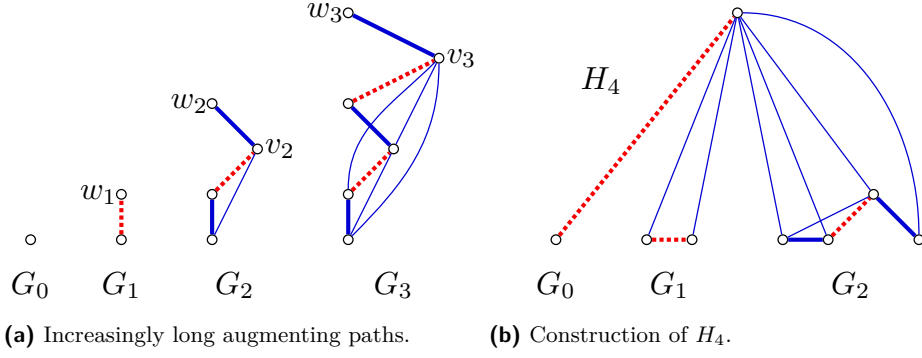 w₃
v₃
H₄
w₂
v₂
w₁
G₀ G₁ G₂ G₃ G₀ G₁ G₂
(a) Increasingly long augmenting paths. (b) Construction of H₄.